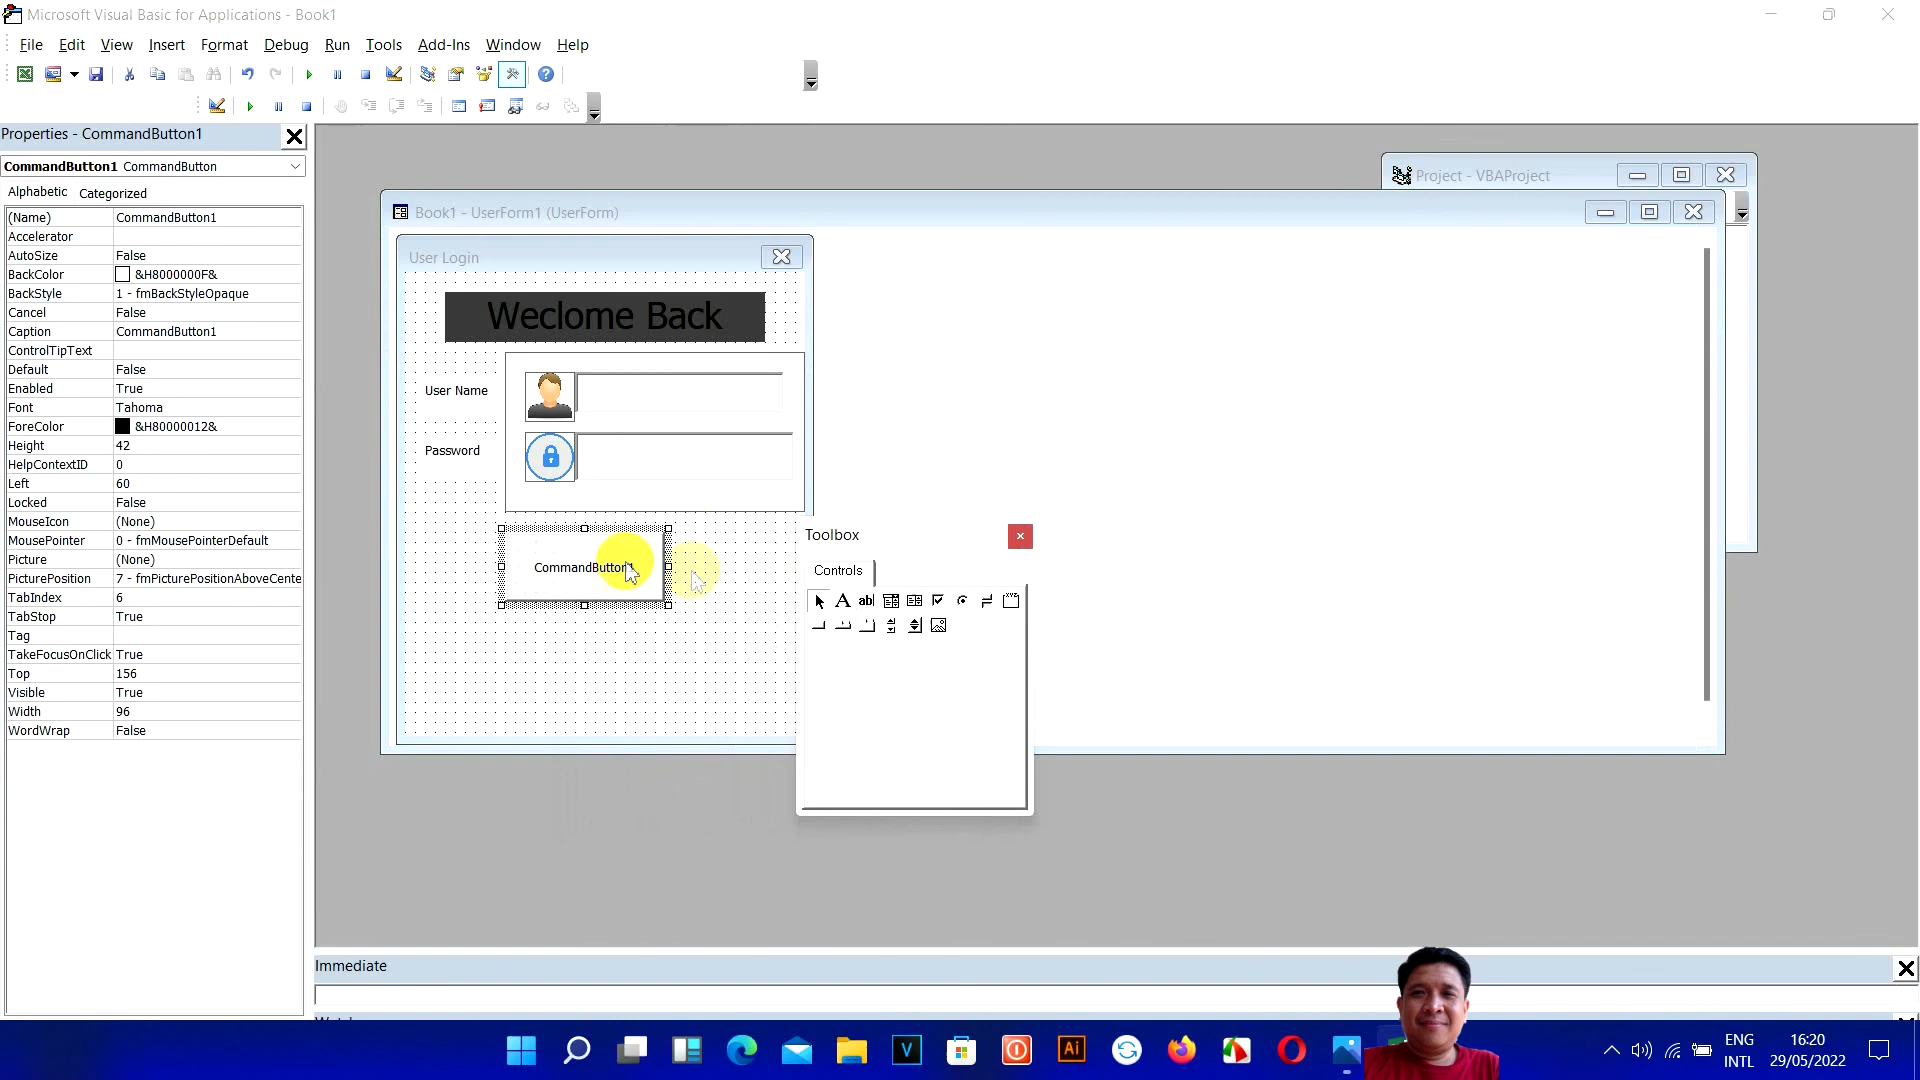 Microsoft Visual Basic for Applications - Book1
File Edit View Insert Format Debug Run Tools Add-Ins Window Help
Properties - CommandButton1
CommandButton1 CommandButton
Alphabetic Categorized
(Name) CommandButton1
Accelerator
AutoSize False
BackColor &H8000000F&
BackStyle 1 - fmBackStyleOpaque
Cancel False
Caption CommandButton1
ControlTipText
Default False
Enabled True
Font Tahoma
ForeColor &H80000012&
Height 42
HelpContextID 0
Left 60
Locked False
MouseIcon (None)
MousePointer 0 - fmMousePointerDefault
Picture (None)
PicturePosition 7 - fmPicturePositionAboveCente
TabIndex 6
TabStop True
Tag
TakeFocusOnClick True
Top 156
Visible True
Width 96
WordWrap False
Project - VBAProject
Book1 - UserForm1 (UserForm)
User Login
Weclome Back
User Name
Password
CommandButton1
Toolbox
Controls
A ab|
Immediate
V
Ai
ENG
INTL
16:20
29/05/2022